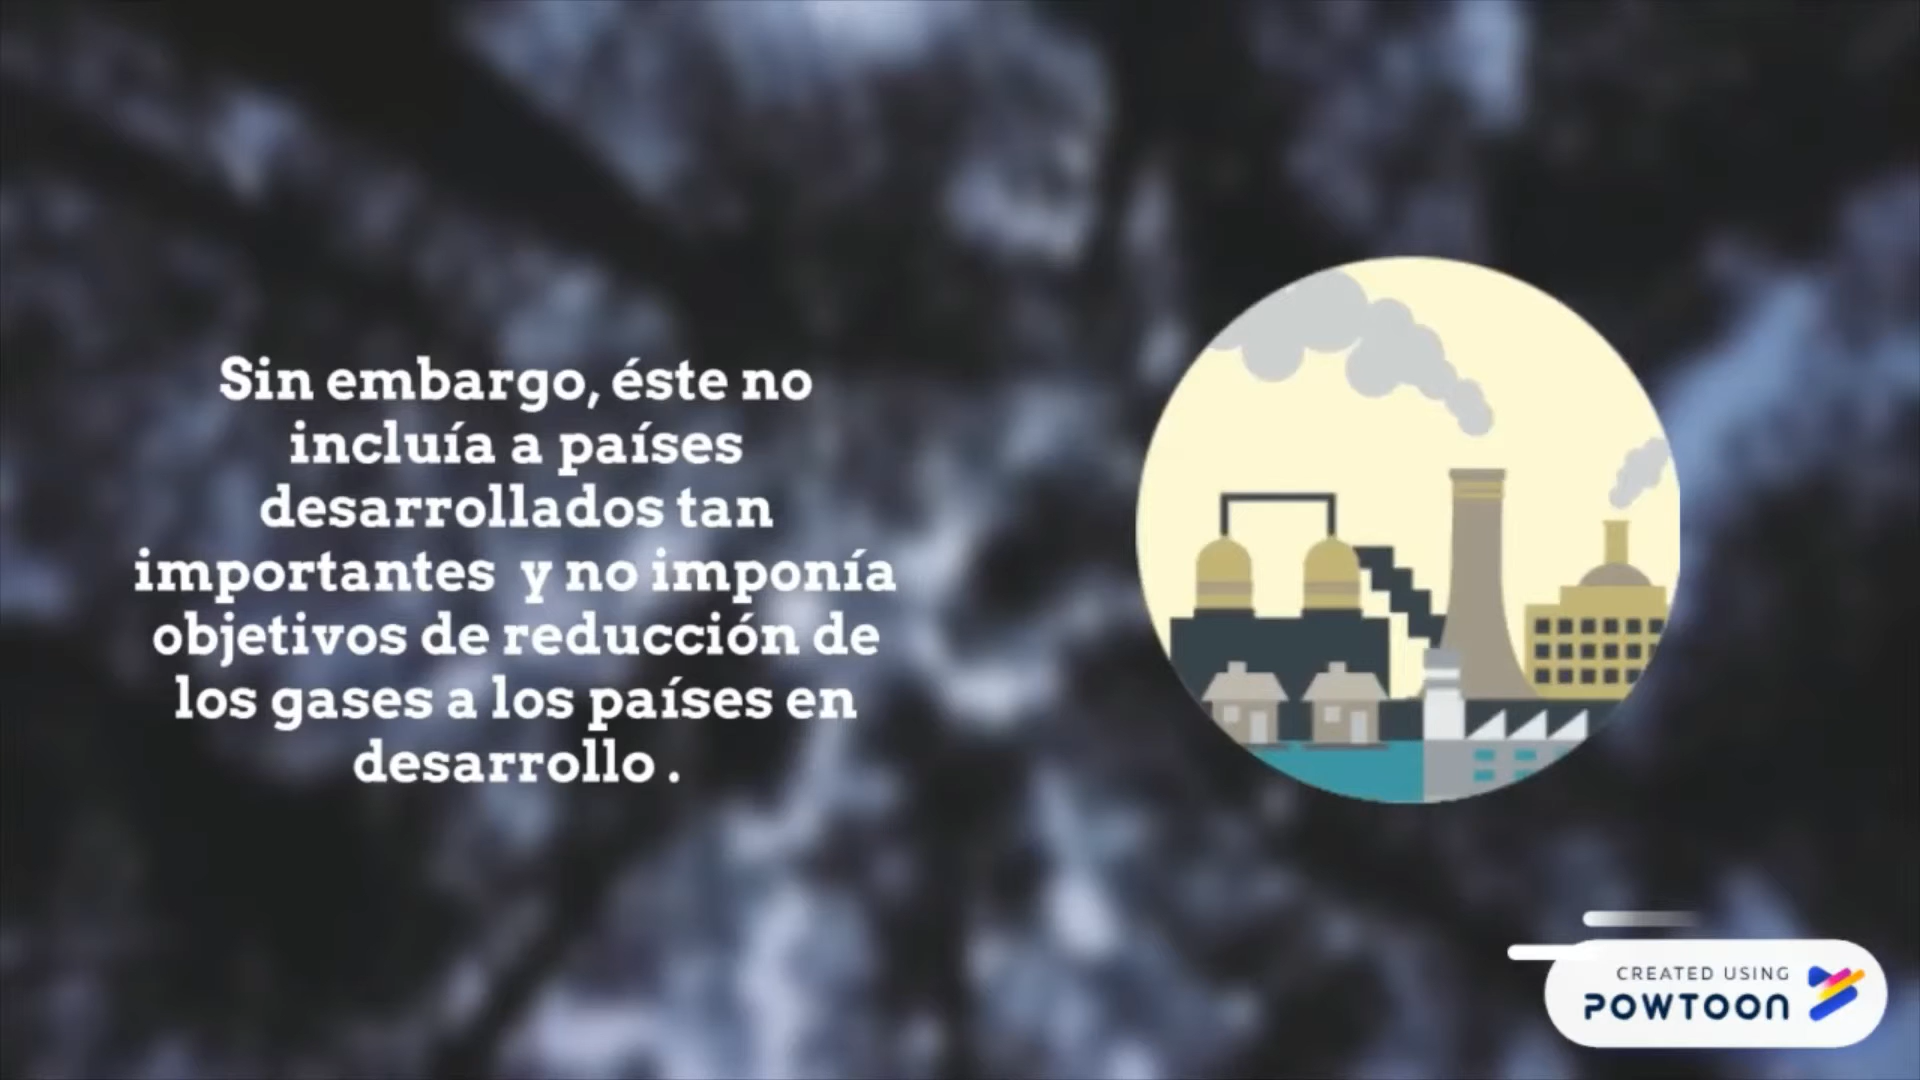 Sin embargo, éste no
incluía a países
desarrollados tan
importantes y no imponía
objetivos de reducción de
los gases a los países en
desarrollo .
CREATED USING
POWTOON